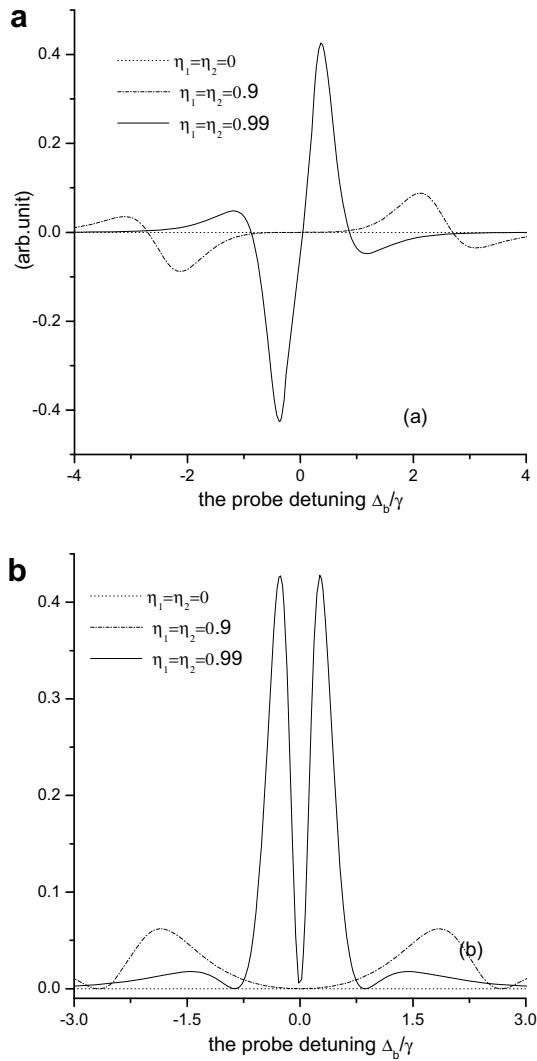 a
η₁=η₂=0
η₁=η₂=0.9
η₁=η₂=0.99
(arb.unit)
0.4
0.2
0.0
-0.2
-0.4
(a)
-4 -2 0 2 4
the probe detuning Δ_b/γ
b
η₁=η₂=0
η₁=η₂=0.9
η₁=η₂=0.99
0.4
0.3
0.2
0.1
0.0
(b)
-3.0 -1.5 0.0 1.5 3.0
the probe detuning Δ_b/γ